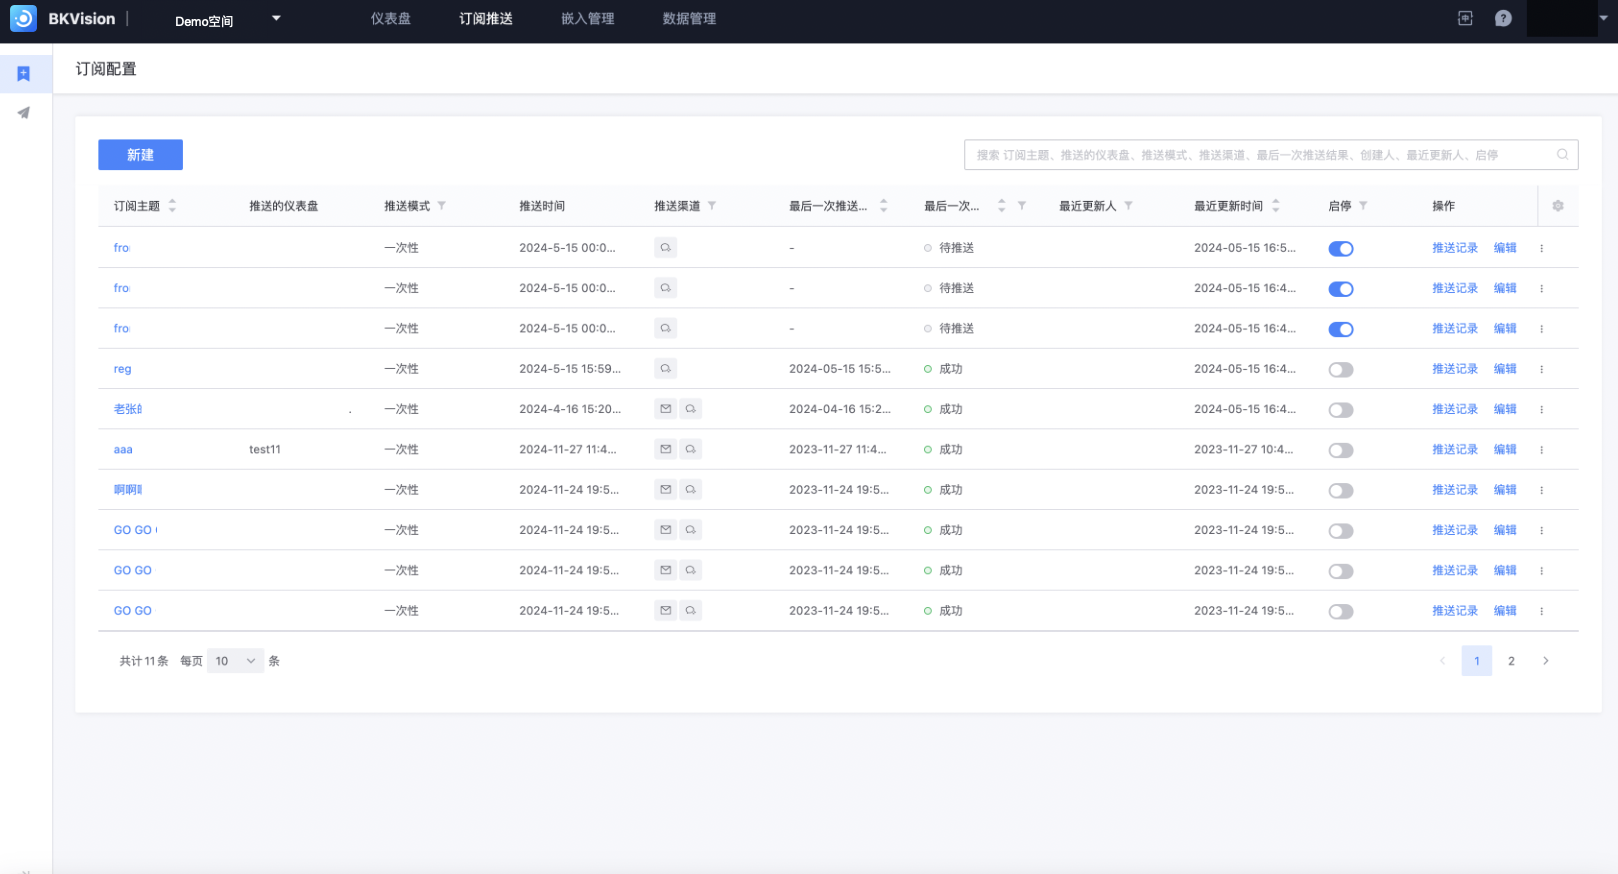 BKVision | Demo空间 仪表盘 订阅推送 嵌入管理 数据管理
订阅配置
新建 搜索 订阅主题、推送的仪表盘、推送模式、推送渠道、最后一次推送结果、创建人、最近更新人、启停
订阅主题 推送的仪表盘 推送模式 推送时间 推送渠道 最后一次推送... 最后一次... 最近更新人 最近更新时间 启停 操作
一次性 2024-5-15 00:0... - 待推送 2024-05-15 16:5... 推送记录 编辑
一次性 2024-5-15 00:0... - 待推送 2024-05-15 16:4... 推送记录 编辑
一次性 2024-5-15 00:0... - 待推送 2024-05-15 16:4... 推送记录 编辑
reg 一次性 2024-5-15 15:59... 2024-05-15 15:5... 成功 2024-05-15 16:4... 推送记录 编辑
老张 . 一次性 2024-4-16 15:20... 2024-04-16 15:2... 成功 2024-05-15 16:4... 推送记录 编辑
aaa test11 一次性 2024-11-27 11:4... 2023-11-27 11:4... 成功 2023-11-27 10:4... 推送记录 编辑
啊啊 一次性 2024-11-24 19:5... 2023-11-24 19:5... 成功 2023-11-24 19:5... 推送记录 编辑
GO GO 一次性 2024-11-24 19:5... 2023-11-24 19:5... 成功 2023-11-24 19:5... 推送记录 编辑
GO GO 一次性 2024-11-24 19:5... 2023-11-24 19:5... 成功 2023-11-24 19:5... 推送记录 编辑
GO GO 一次性 2024-11-24 19:5... 2023-11-24 19:5... 成功 2023-11-24 19:5... 推送记录 编辑
共计 11 条 每页 10 条 1 2